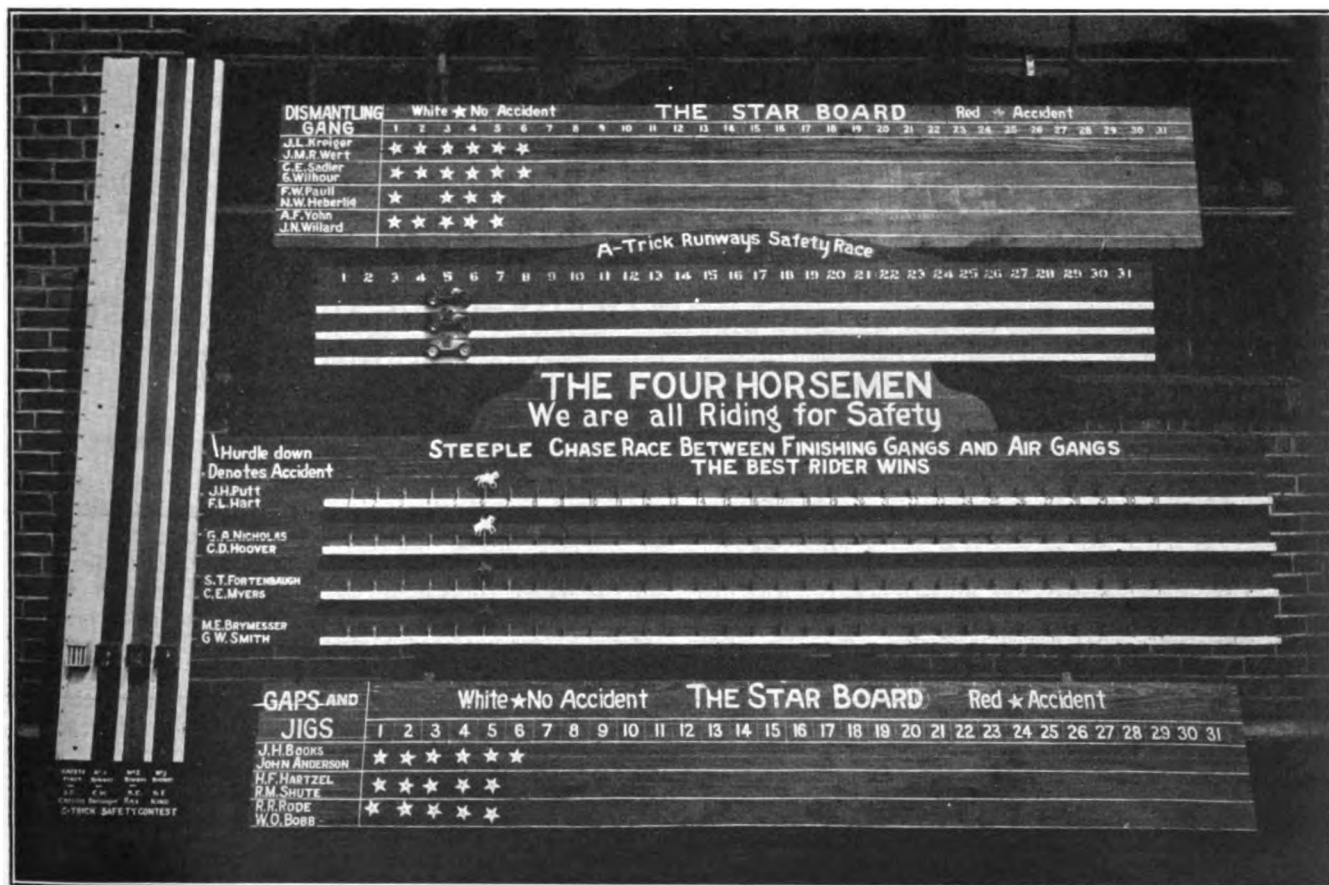 DISMANTLING GANG
White ★ No Accident THE STAR BOARD Red ★ Accident
1 2 3 4 5 6 7 8 9 10 11 12 13 14 15 16 17 18 19 20 21 22 23 24 25 26 27 28 29 30 31
J.L.Kreiger
J.M.R.Wert
C.E.Sadler
G.Wilhour
F.W.Paull
N.W.Heberlig
A.F.Yohn
J.N.Willard
A-Trick Runways Safety Race
1 2 3 4 5 6 7 8 9 10 11 12 13 14 15 16 17 18 19 20 21 22 23 24 25 26 27 28 29 30 31
THE FOUR HORSEMEN
We are all Riding for Safety
STEEPLE CHASE RACE BETWEEN FINISHING GANGS AND AIR GANGS
THE BEST RIDER WINS
Hurdle down
Denotes Accident
J.H.Putt
F.L.Hart
G.A.NICHOLAS
C.D.HOOVER
S.T.FORTENBAUGH
C.E.MYERS
M.E.BRYMESSER
G.W.SMITH
GAPS AND
JIGS
White ★ No Accident THE STAR BOARD Red ★ Accident
1 2 3 4 5 6 7 8 9 10 11 12 13 14 15 16 17 18 19 20 21 22 23 24 25 26 27 28 29 30 31
J.H.BOOKS
JOHN ANDERSON
H.F.HARTZEL
R.M.SHUTE
R.R.RODE
W.O.BOBB
C-TRICK SAFETY CONTEST